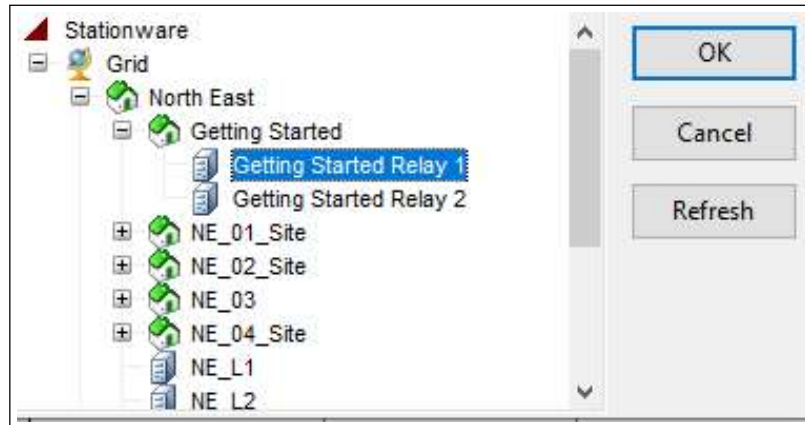 Stationware
Grid
North East
Getting Started
Getting Started Relay 1
Getting Started Relay 2
NE_01_Site
NE_02_Site
NE_03
NE_04_Site
NE_L1
NE_L2
OK
Cancel
Refresh